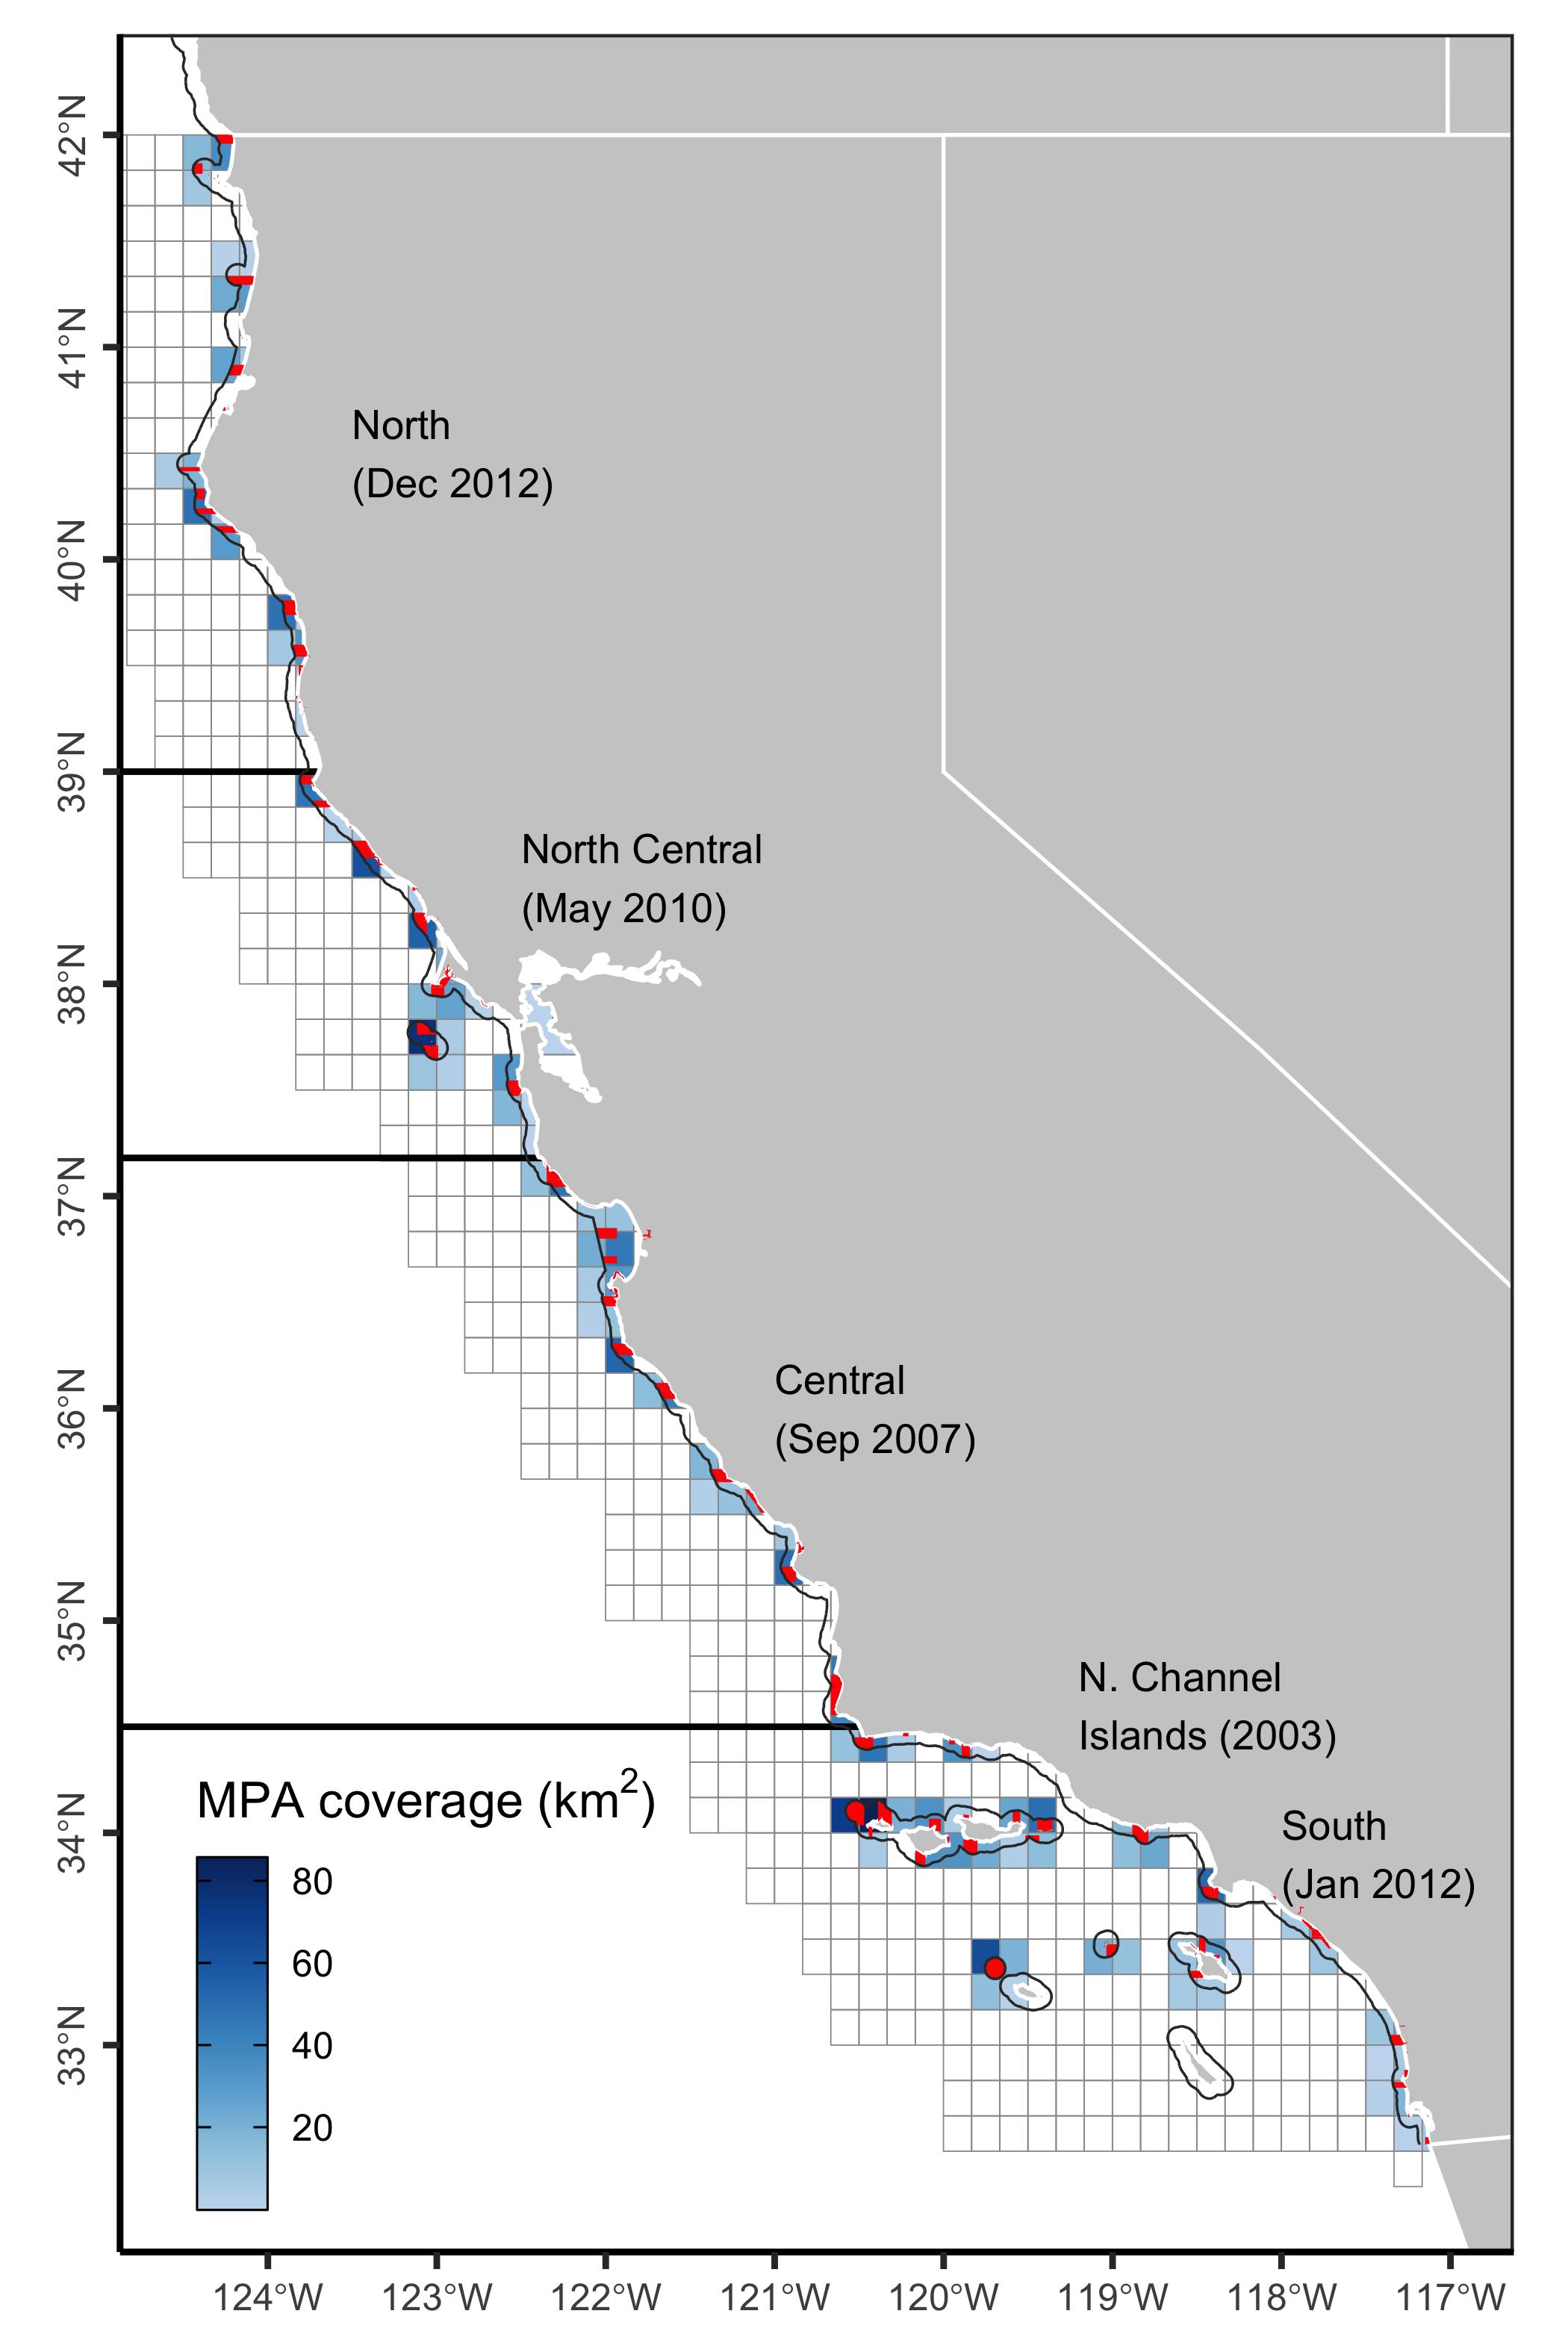 42°N
41°N
North
(Dec 2012)
40°N
39°N
North Central
(May 2010)
38°N
37°N
Central
(Sep 2007)
36°N
35°N
N. Channel
Islands (2003)
MPA coverage (km²)
34°N
South
(Jan 2012)
80
60
33°N
40
20
124°W 123°W 122°W 121°W 120°W 119°W 118°W 117°W